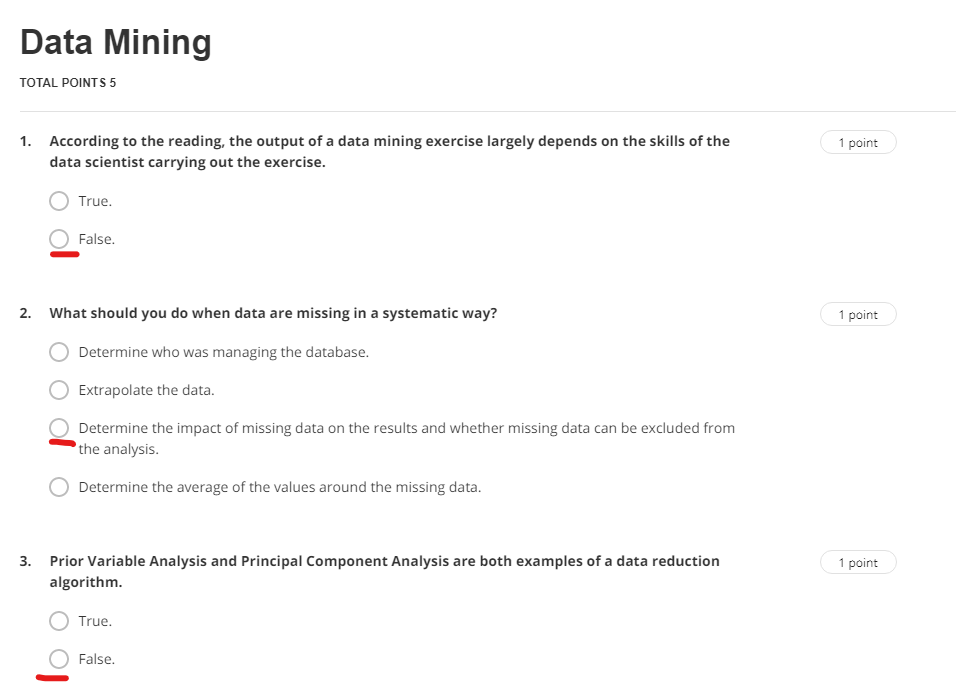 Data Mining
TOTAL POINTS 5
1. According to the reading, the output of a data mining exercise largely depends on the skills of the 1 point
data scientist carrying out the exercise.
True.
False.
2. What should you do when data are missing in a systematic way? 1 point
Determine who was managing the database.
Extrapolate the data.
Determine the impact of missing data on the results and whether missing data can be excluded from
the analysis.
Determine the average of the values around the missing data.
3. Prior Variable Analysis and Principal Component Analysis are both examples of a data reduction 1 point
algorithm.
True.
False.